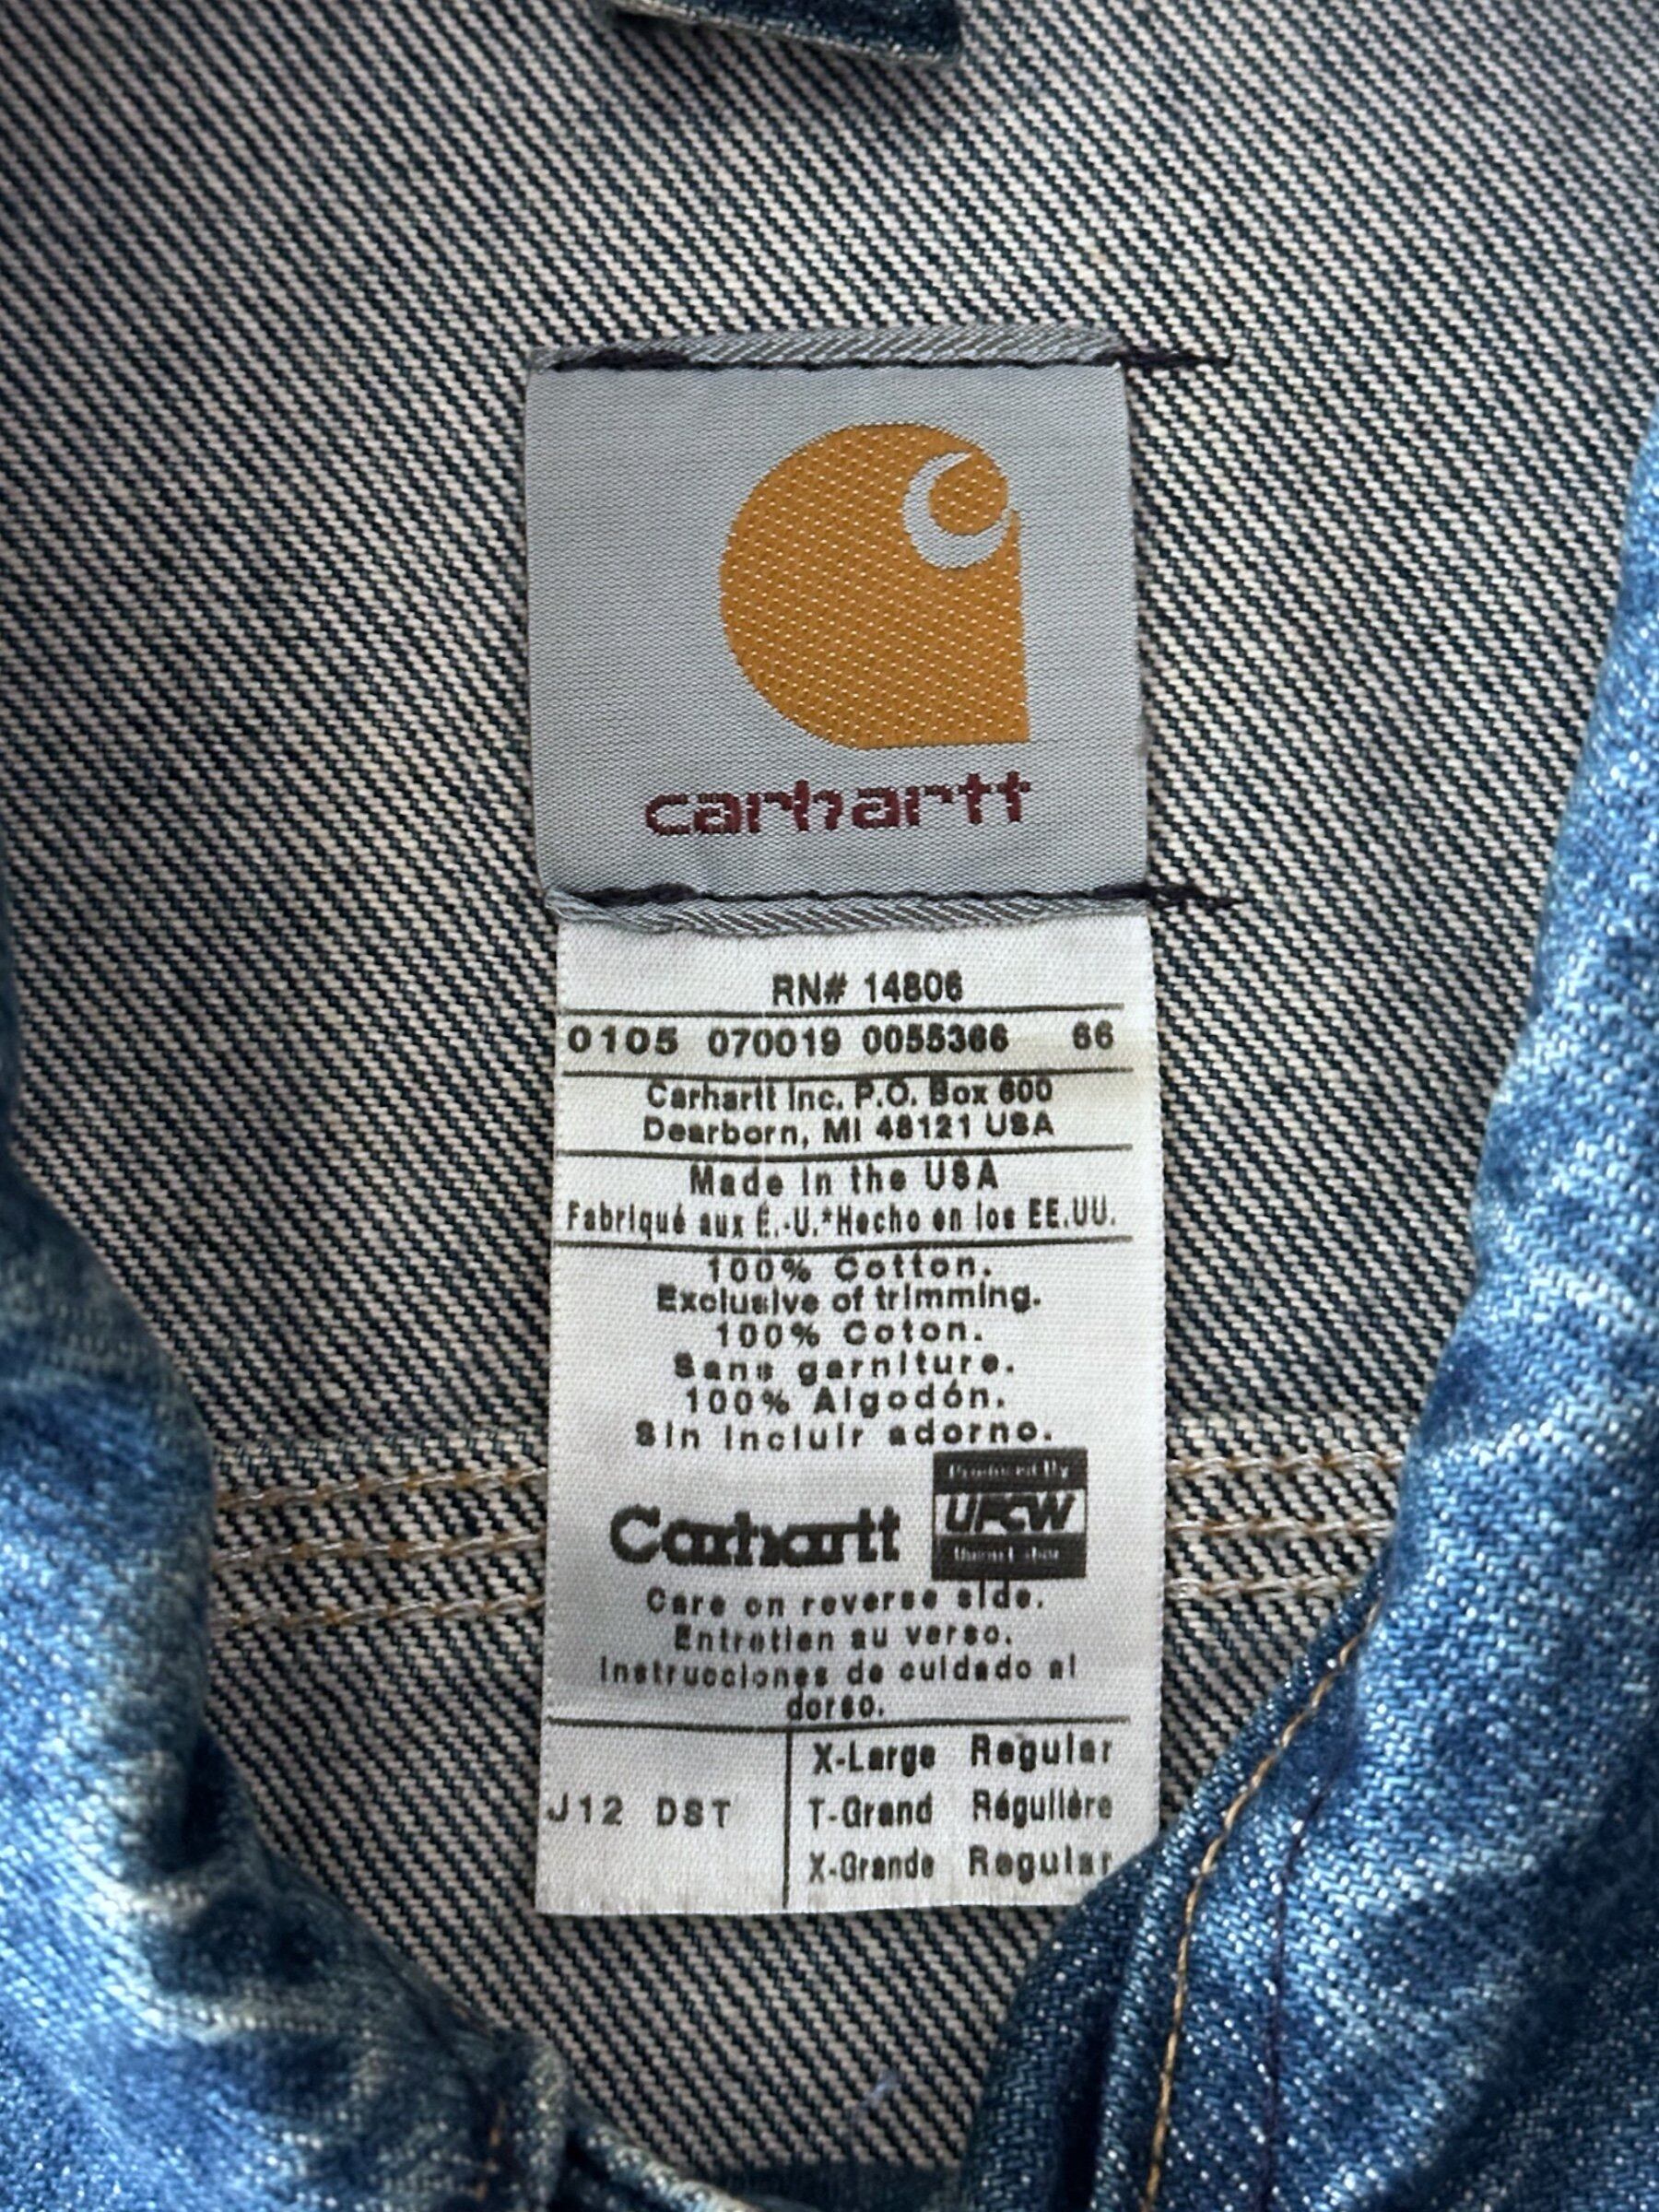 carhartt
RN# 14806
0105 070019 0055366 66
Carhartt Inc. P.O. Box 600
Dearborn, MI 48121 USA
Made in the USA
Fabriqué aux É.-U.*Hecho en los EE.UU.
100% Cotton.
Exclusive of trimming.
100% Coton.
Sans garniture.
100% Algodón.
Sin incluir adorno.
Produced By
Carhartt UFCW
Care on reverse side.
Entretien au verso.
Instrucciones de cuidado al
dorso.
X-Large Regular
J12 DST T-Grand Régulière
X-Grande Regular